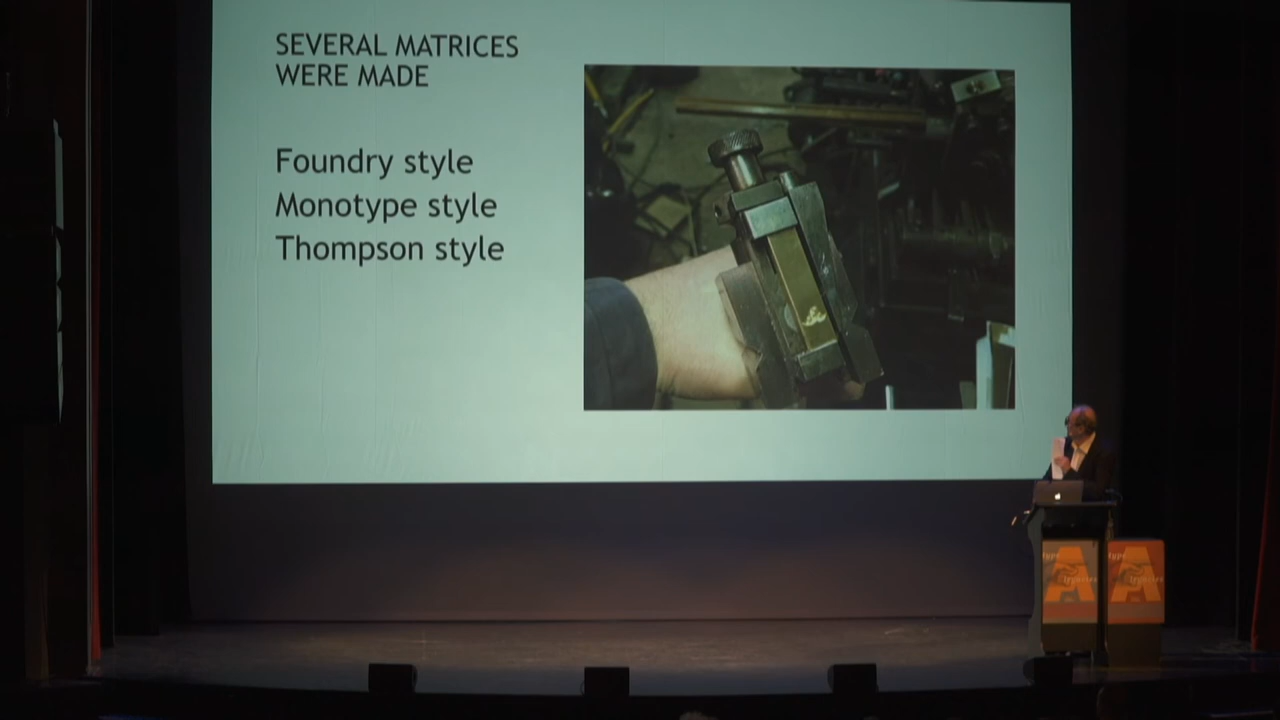 SEVERAL MATRICES
WERE MADE
Foundry style
Monotype style
Thompson style